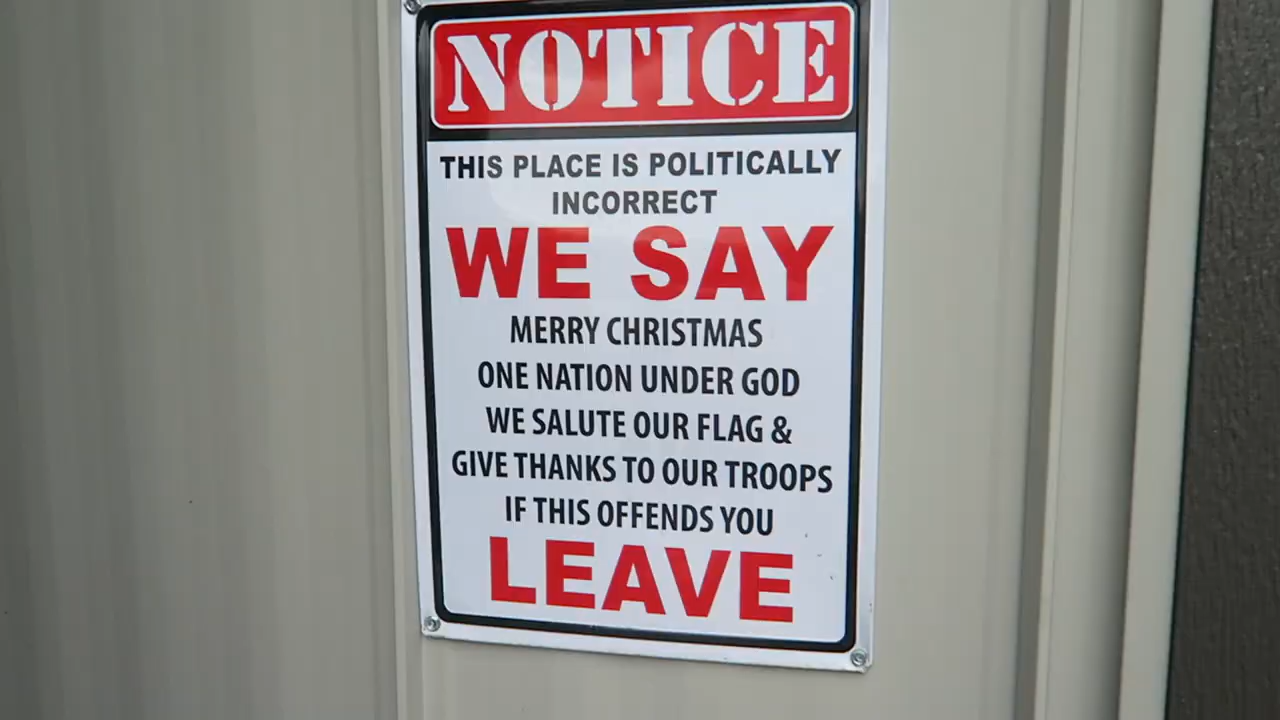 NOTICE
THIS PLACE IS POLITICALLY
INCORRECT
WE SAY
MERRY CHRISTMAS
ONE NATION UNDER GOD
WE SALUTE OUR FLAG &
GIVE THANKS TO OUR TROOPS
IF THIS OFFENDS YOU
LEAVE